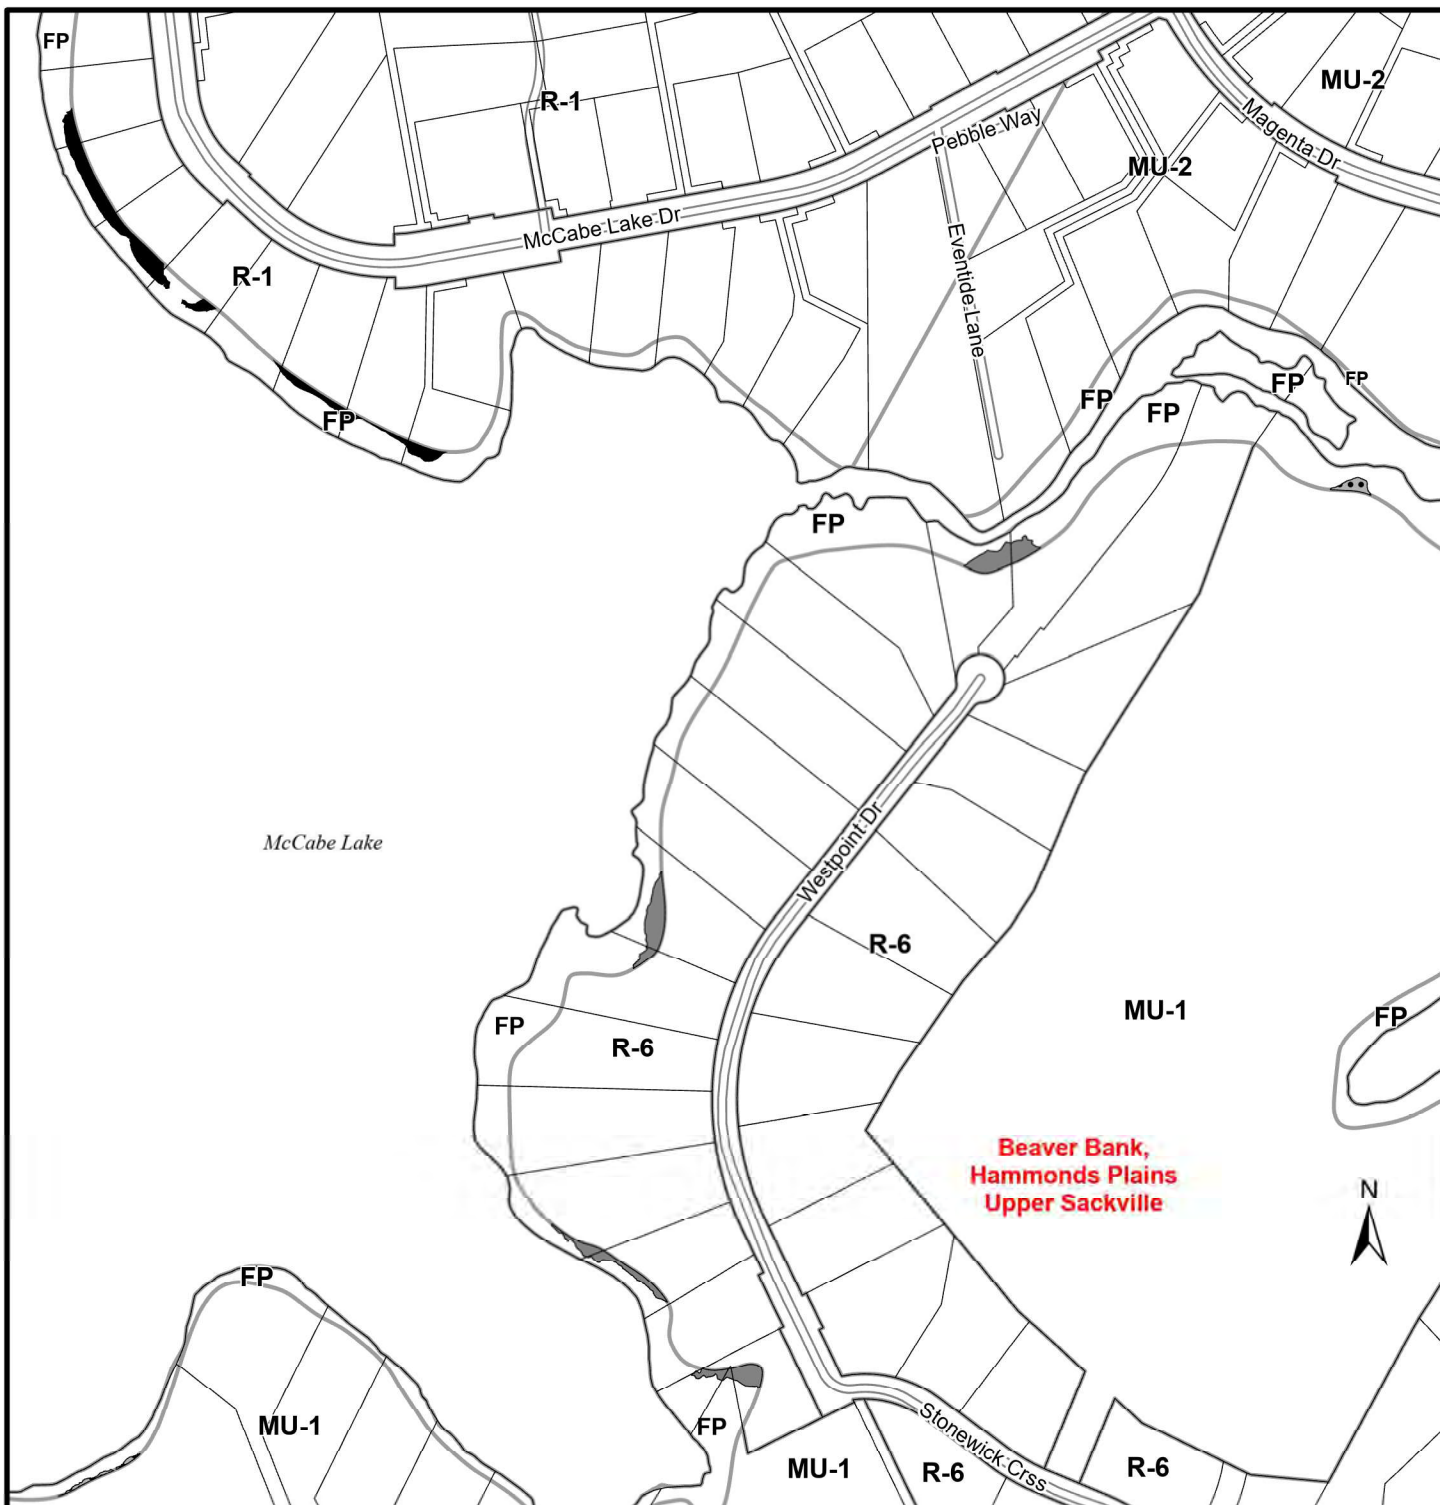 FP
R-1
MU-2
Magenta Dr
Pebble Way
MU-2
McCabe Lake Dr
R-1
Eventide Lane
FP
FP
FP
FP
FP
FP
McCabe Lake
Westpoint Dr
R-6
MU-1
FP
FP
R-6
Beaver Bank,
Hammonds Plains
Upper Sackville
N
FP
MU-1
FP
Stonewick Crss
MU-1
R-6
R-6